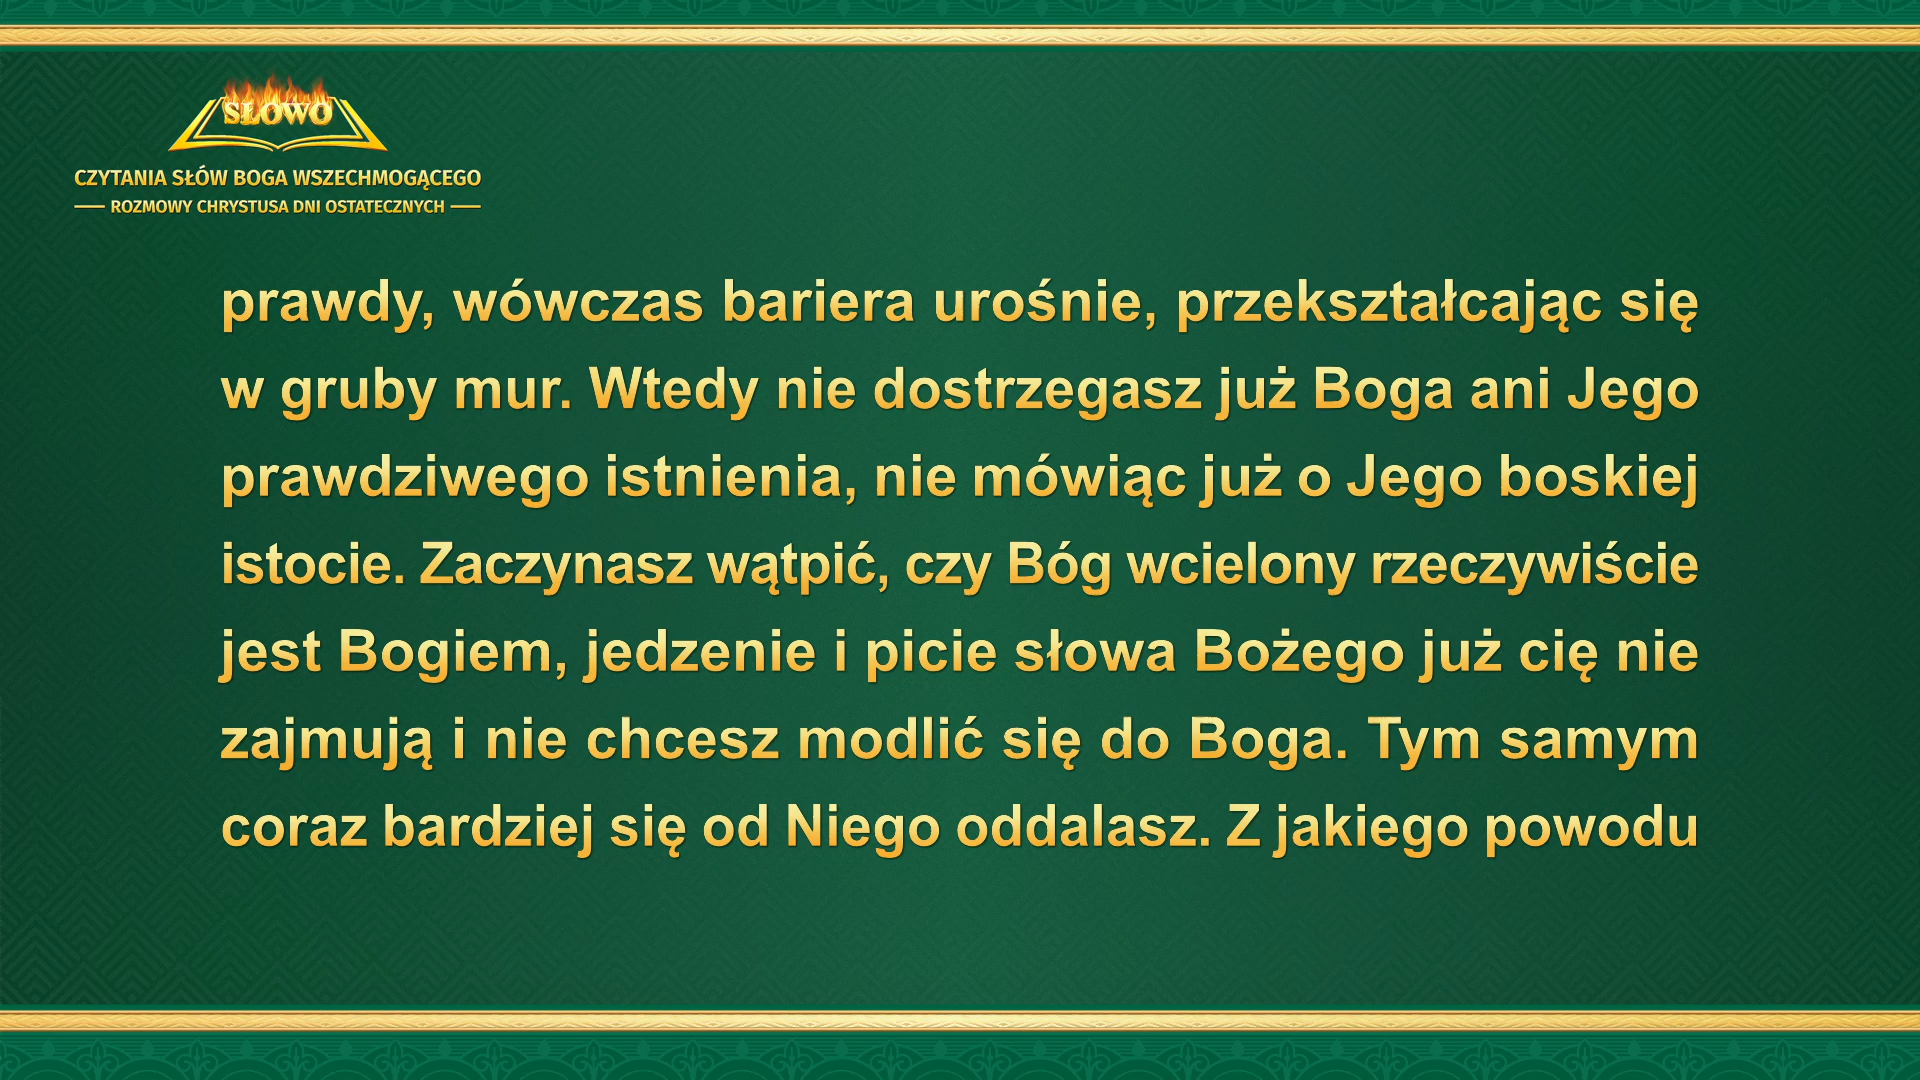 SŁOWO
CZYTANIA SŁÓW BOGA WSZECHMOGĄCEGO
ROZMOWY CHRYSTUSA DNI OSTATECZNYCH
prawdy, wówczas bariera urośnie, przekształcając się
w gruby mur. Wtedy nie dostrzegasz już Boga ani Jego
prawdziwego istnienia, nie mówiąc już o Jego boskiej
istocie. Zaczynasz wątpić, czy Bóg wcielony rzeczywiście
jest Bogiem, jedzenie i picie słowa Bożego już cię nie
zajmują i nie chcesz modlić się do Boga. Tym samym
coraz bardziej się od Niego oddalasz. Z jakiego powodu